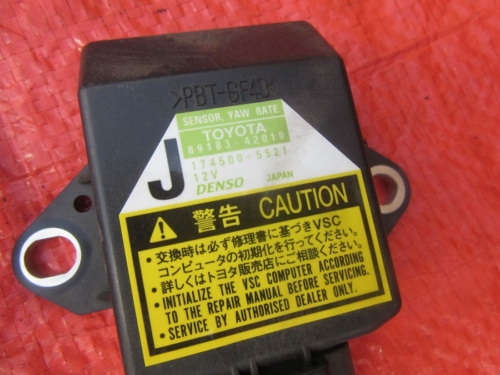 >PBT-GF40<
SENSOR, YAW RATE
TOYOTA
89183-42010
174500-5521
12V
J
DENSO JAPAN
警告 CAUTION
・交換時は必ず修理書に基づきVSC
コンピュータの初期化を行ってください。
・詳しくはトヨタ販売店にご相談ください。
・INITIALIZE THE VSC COMPUTER ACCORDING
TO THE REPAIR MANUAL BEFORE SERVICING.
・SERVICE BY AUTHORISED DEALER ONLY.